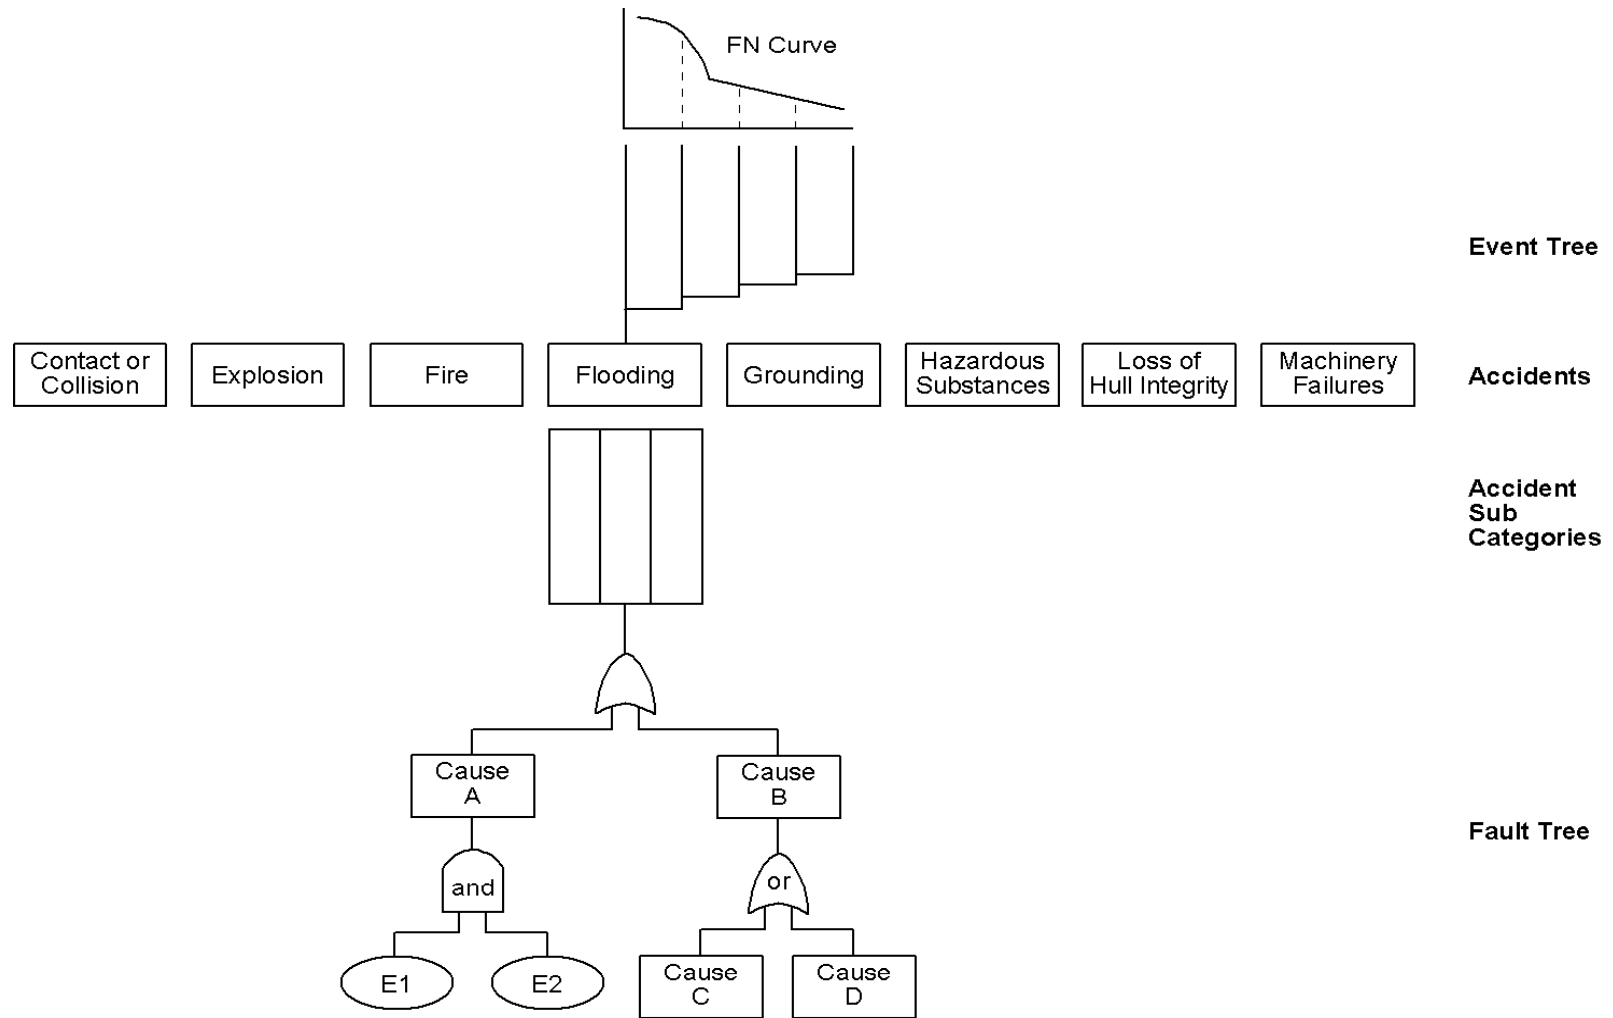 FN Curve
Event Tree
Contact or
Collision
Explosion
Fire
Flooding
Grounding
Hazardous
Substances
Loss of
Hull Integrity
Machinery
Failures
Accidents
Accident
Sub
Categories
Cause
A
Cause
B
Fault Tree
and
or
E1
E2
Cause
C
Cause
D